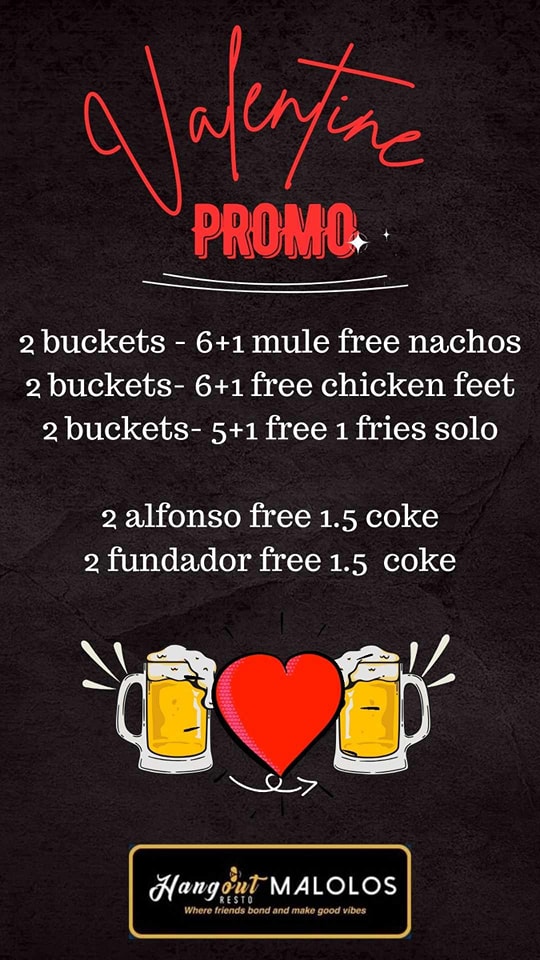 Valentine
PROMO
2 buckets - 6+1 mule free nachos
2 buckets- 6+1 free chicken feet
2 buckets- 5+1 free 1 fries solo
2 alfonso free 1.5 coke
2 fundador free 1.5 coke
Hangout MALOLOS
RESTO
Where friends bond and make good vibes